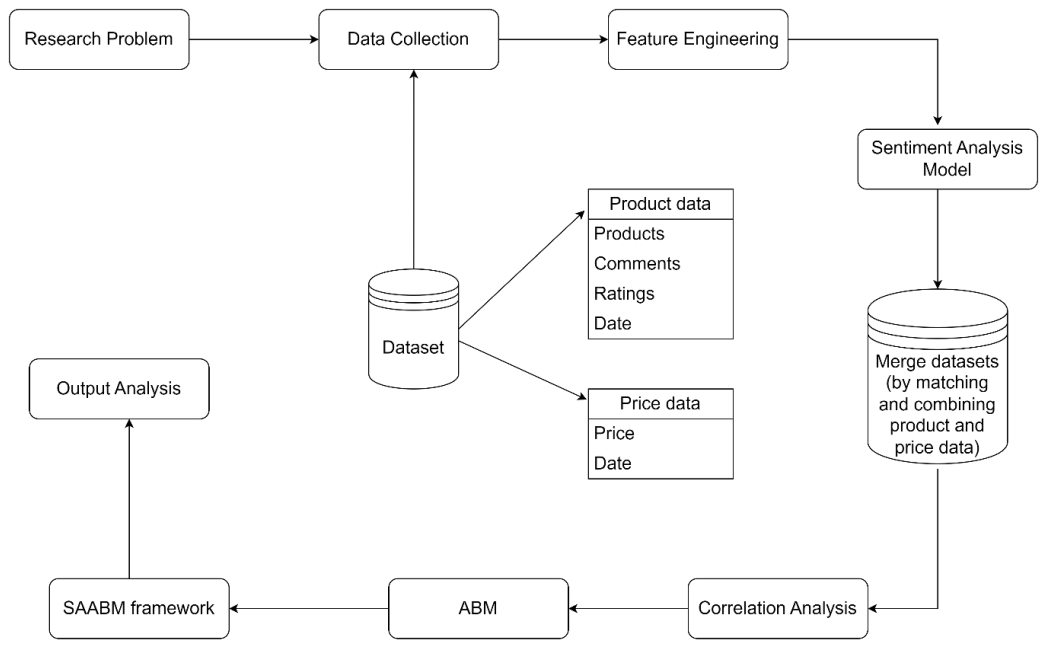 Research Problem
Data Collection
Feature Engineering
Sentiment Analysis
Model
Product data
Products
Comments
Ratings
Date
Dataset
Merge datasets
(by matching
and combining
product and
price data)
Output Analysis
Price data
Price
Date
SAABM framework
ABM
Correlation Analysis